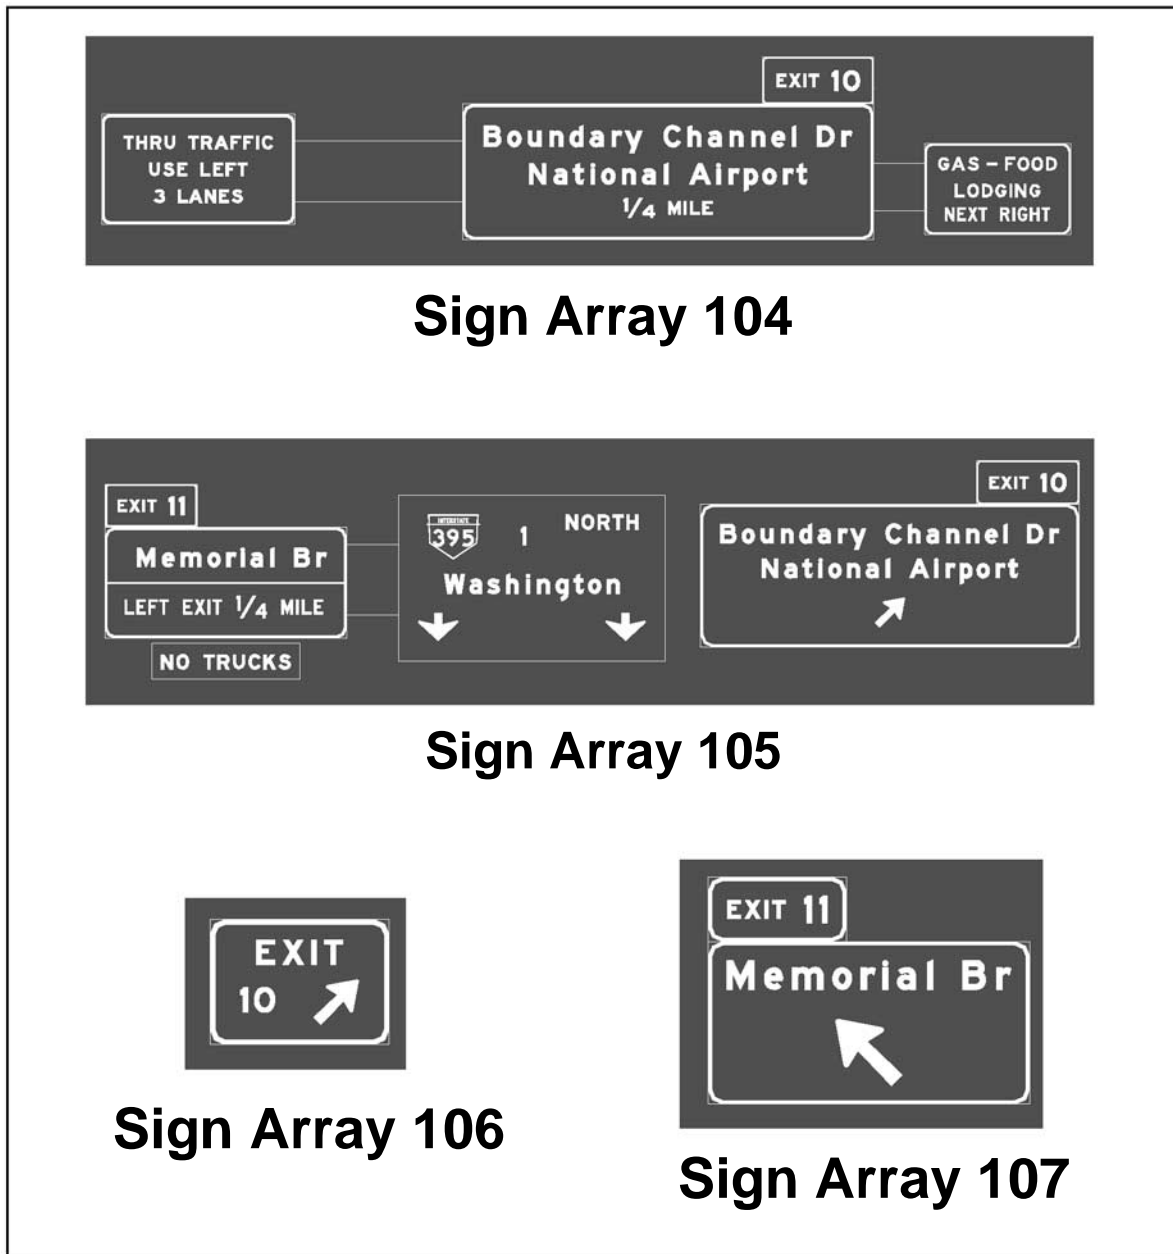 EXIT 10
THRU TRAFFIC
USE LEFT
3 LANES
Boundary Channel Dr
National Airport
1/4 MILE
GAS – FOOD
LODGING
NEXT RIGHT
Sign Array 104
EXIT 11
Memorial Br
LEFT EXIT 1/4 MILE
NO TRUCKS
INTERSTATE
395 1 NORTH
Washington
EXIT 10
Boundary Channel Dr
National Airport
Sign Array 105
EXIT
10
Sign Array 106
EXIT 11
Memorial Br
Sign Array 107